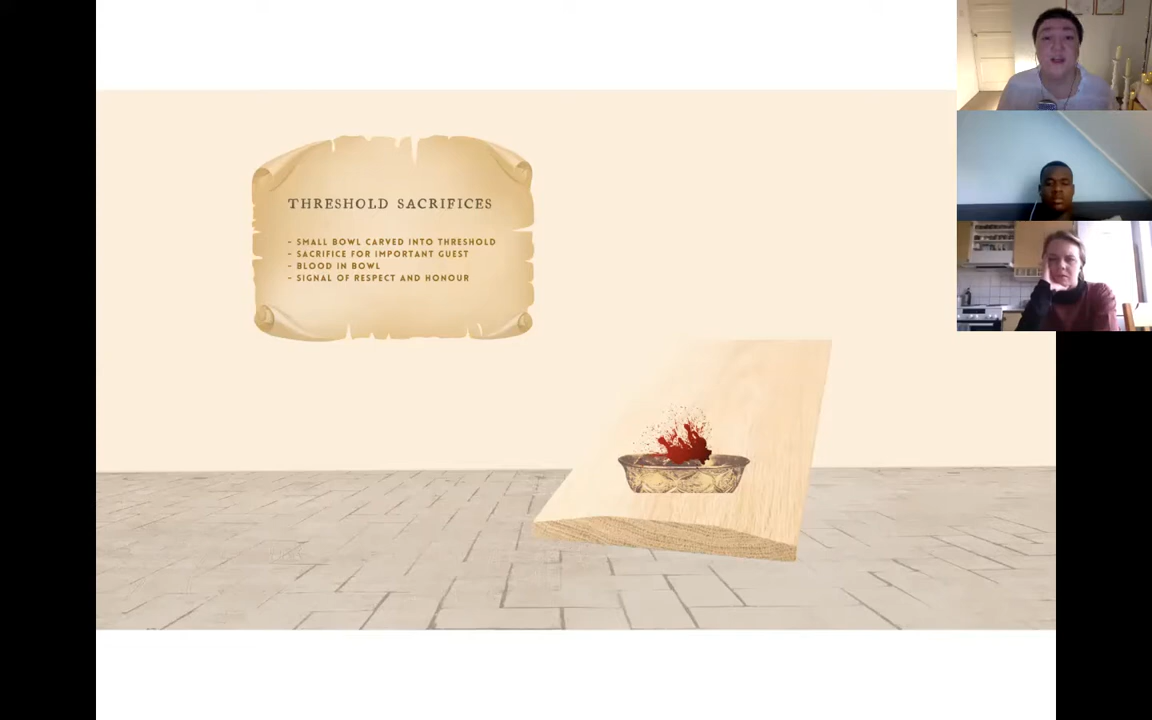 THRESHOLD SACRIFICES
- SMALL BOWL CARVED INTO THRESHOLD
- SACRIFICE FOR IMPORTANT GUEST
- BLOOD IN BOWL
- SIGNAL OF RESPECT AND HONOUR